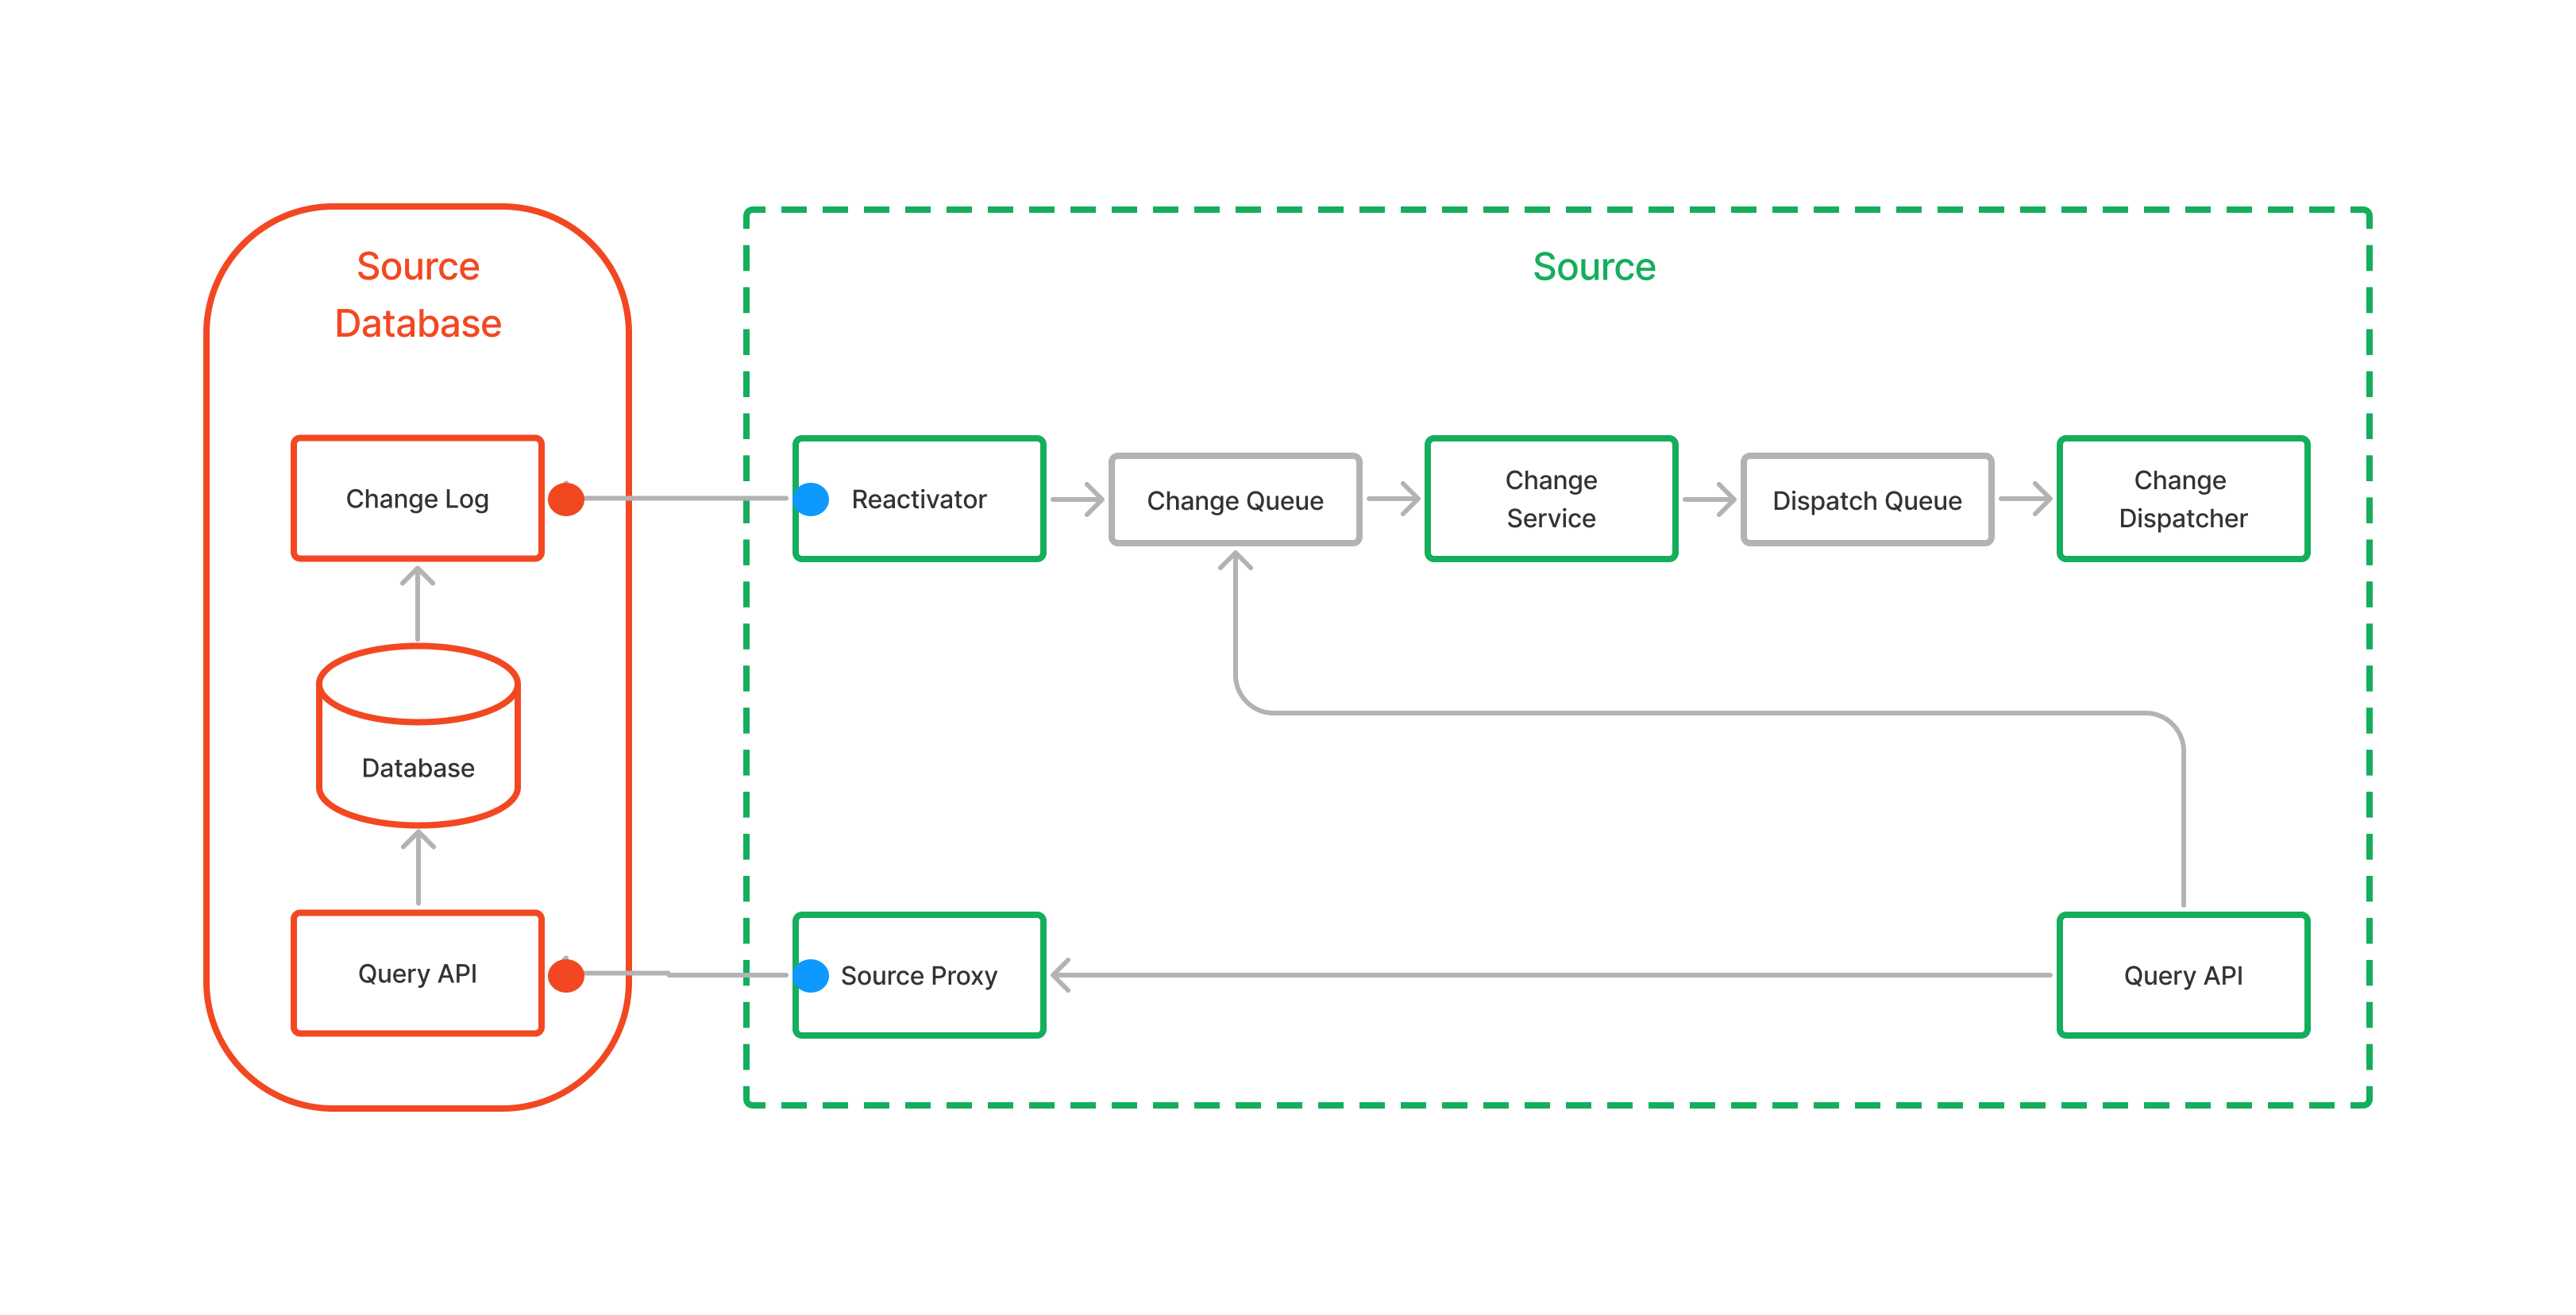 Source
Database
Change Log
Database
Query API
Source
Reactivator
Change Queue
Change
Service
Dispatch Queue
Change
Dispatcher
Source Proxy
Query API